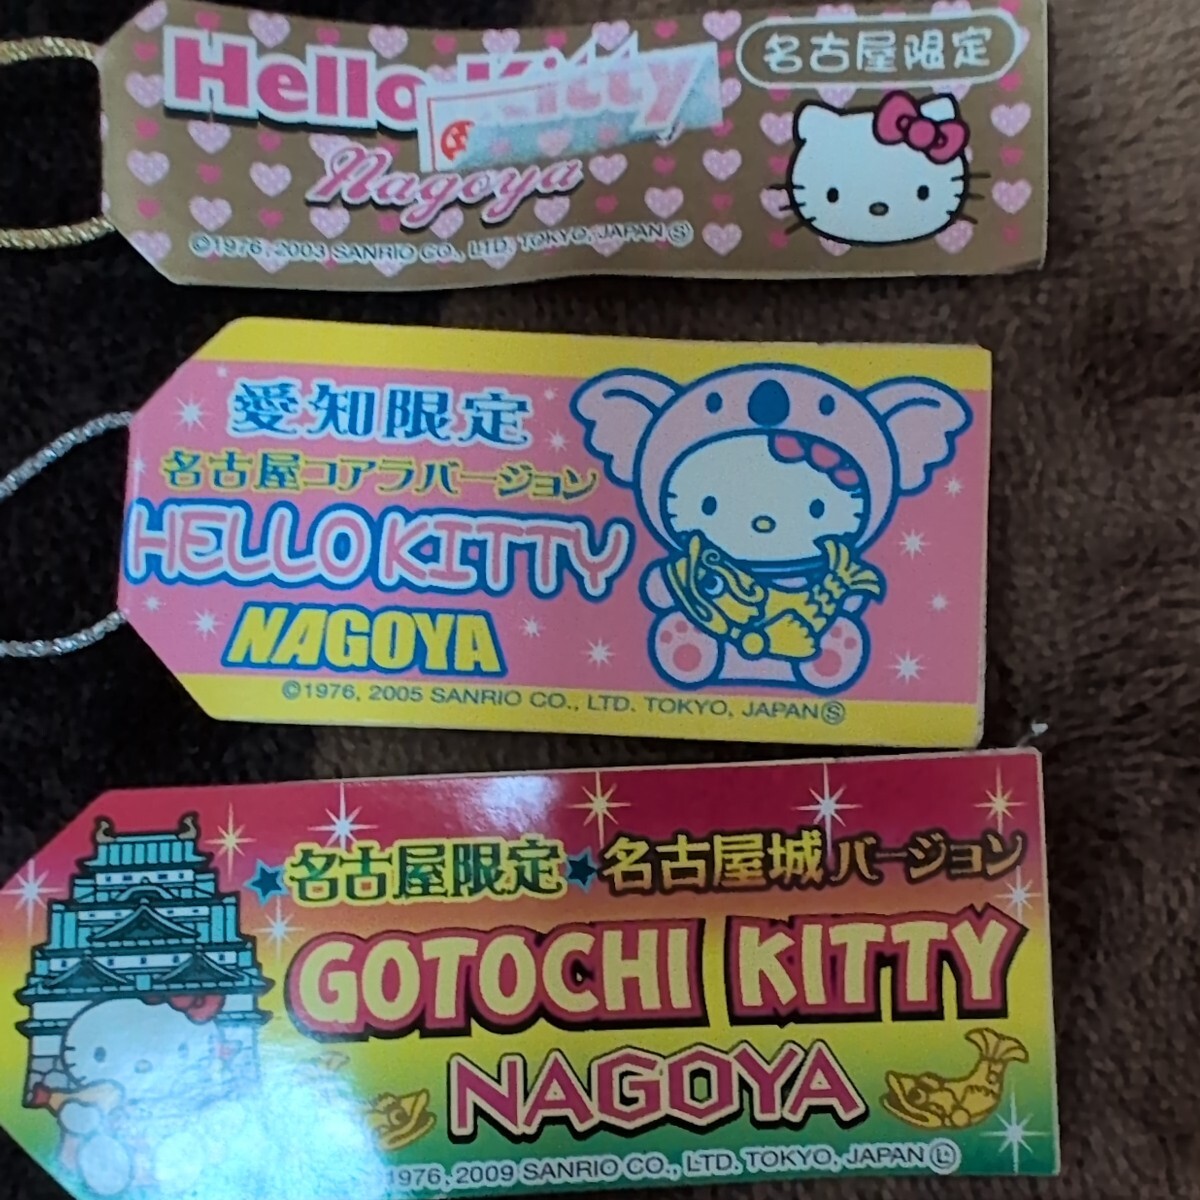 Hello Kitty
名古屋限定
Nagoya
©1976, 2003 SANRIO CO., LTD. TOKYO, JAPAN Ⓢ
愛知限定
名古屋コアラバージョン
HELLO KITTY
NAGOYA
©1976, 2005 SANRIO CO., LTD. TOKYO, JAPAN Ⓢ
★名古屋限定★名古屋城バージョン
GOTOCHI KITTY
NAGOYA
©1976, 2009 SANRIO CO., LTD. TOKYO, JAPAN Ⓛ